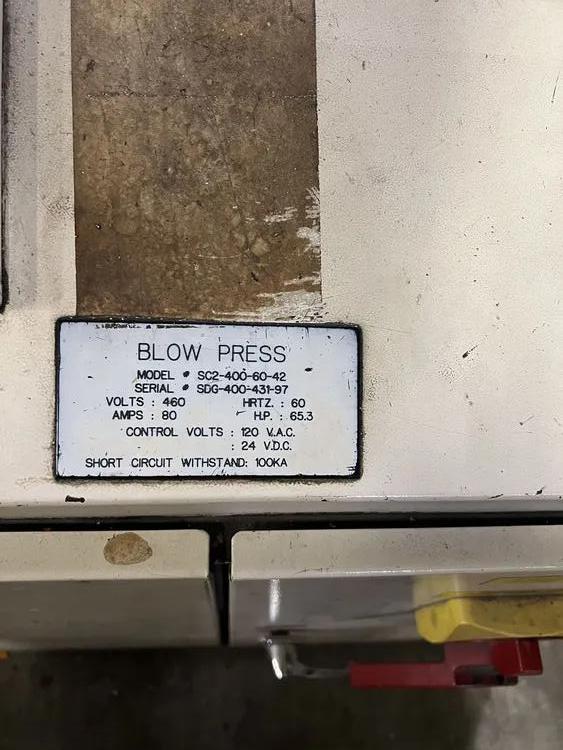 BLOW PRESS
MODEL # SC2-400-60-42
SERIAL # SDG-400-431-97
VOLTS : 460 HRTZ. : 60
AMPS : 80 H.P. : 65.3
CONTROL VOLTS : 120 V.A.C.
: 24 V.D.C.
SHORT CIRCUIT WITHSTAND: 100KA